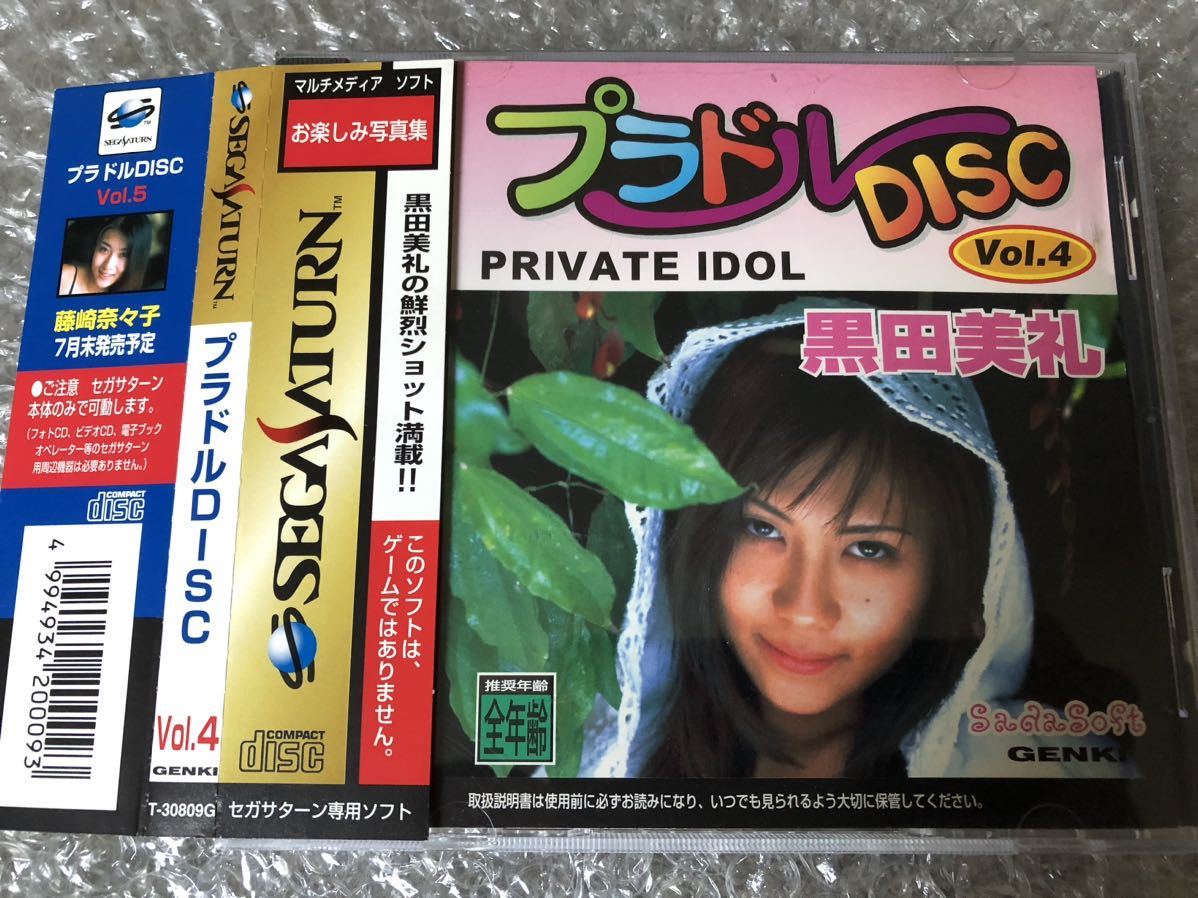 SEGASATURN
プラドルDISC
Vol.5
藤崎奈々子
7月末発売予定
●ご注意 セガサターン
本体のみで可動します。
(フォトCD、ビデオCD、電子ブック
オペレーター等のセガサターン
用周辺機器は必要ありません。)
COMPACT
disc
4994934200093
SEGASATURN
TM
プラドルDISC
Vol.4
GENKI
T-30809G
マルチメディア ソフト
お楽しみ写真集
SEGASATURN
TM
COMPACT
disc
セガサターン専用ソフト
黒田美礼の鮮烈ショット満載!!
このソフトは、
ゲームではありません。
プラドルDISC
Vol.4
PRIVATE IDOL
黒田美礼
推奨年齢
全年齢
SadaSoft
GENKI
取扱説明書は使用前に必ずお読みになり、いつでも見られるよう大切に保管してください。